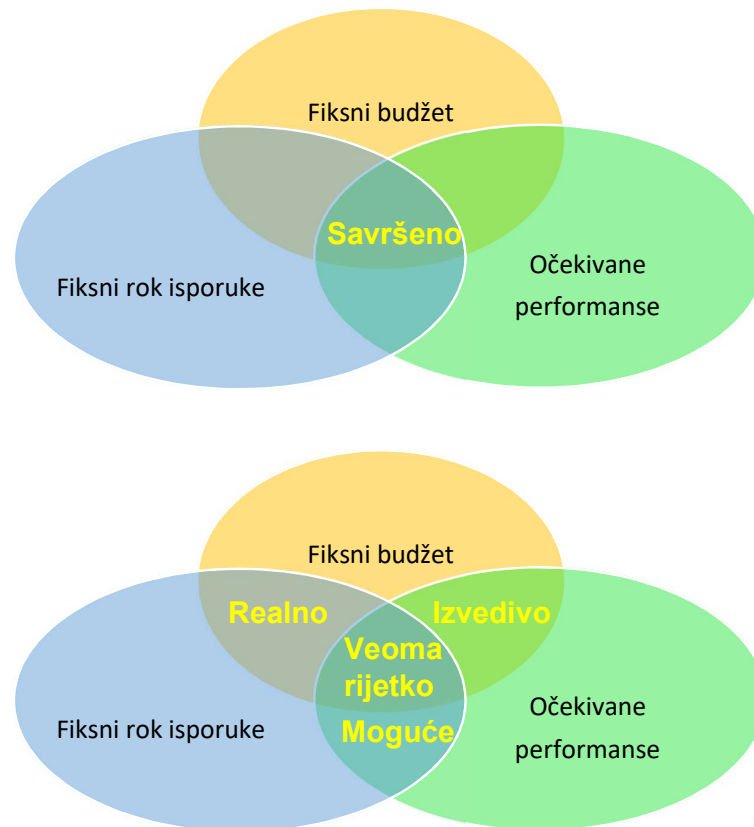 Fiksni budžet
Savršeno
Fiksni rok isporuke
Očekivane
performanse
Fiksni budžet
Realno
Izvedivo
Veoma
rijetko
Fiksni rok isporuke
Moguće
Očekivane
performanse